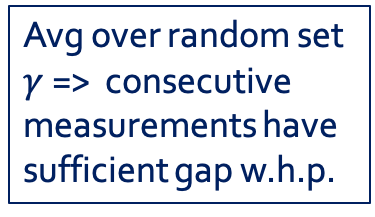 Avg over random set
γ => consecutive
measurements have
sufficient gap w.h.p.